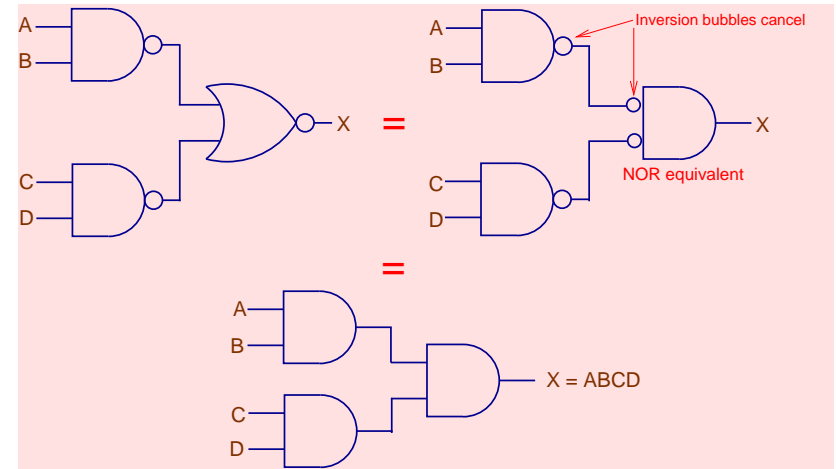 A
B
C
D
X
=
A
B
C
D
Inversion bubbles cancel
X
NOR equivalent
=
A
B
C
D
X = ABCD